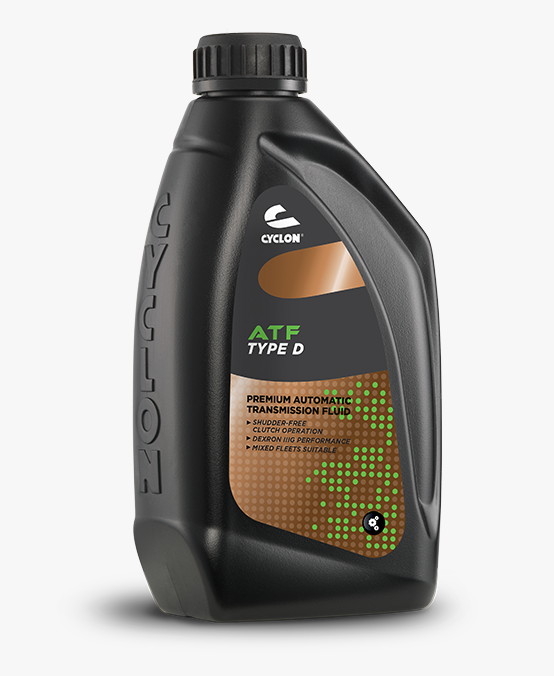 CYCLON
CYCLON®
ATF
TYPE D
PREMIUM AUTOMATIC
TRANSMISSION FLUID
▶ SHUDDER-FREE
CLUTCH OPERATION
▶ DEXRON IIIG PERFORMANCE
▶ MIXED FLEETS SUITABLE